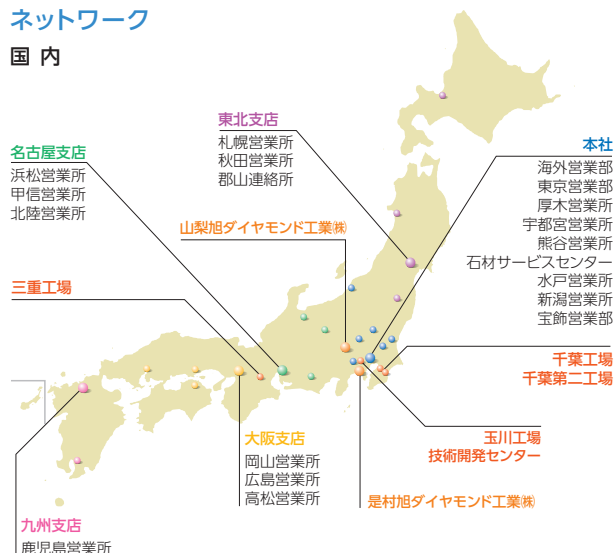 ネットワーク
国内
東北支店
札幌営業所
秋田営業所
郡山連絡所
名古屋支店
浜松営業所
甲信営業所
北陸営業所
本社
海外営業部
東京営業部
厚木営業所
宇都宮営業所
熊谷営業所
石材サービスセンター
水戸営業所
新潟営業所
宝飾営業部
山梨旭ダイヤモンド工業㈱
三重工場
千葉工場
千葉第二工場
玉川工場
技術開発センター
大阪支店
岡山営業所
広島営業所
高松営業所
是村旭ダイヤモンド工業㈱
九州支店
鹿児島営業所